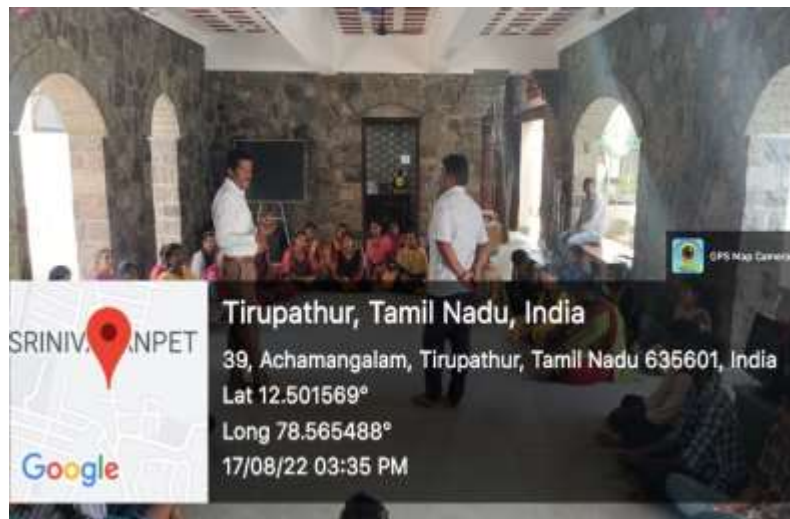 GPS Map Camera
SRINIV
NPET
Google
Tirupathur, Tamil Nadu, India
39, Achamangalam, Tirupathur, Tamil Nadu 635601, India
Lat 12.501569°
Long 78.565488°
17/08/22 03:35 PM